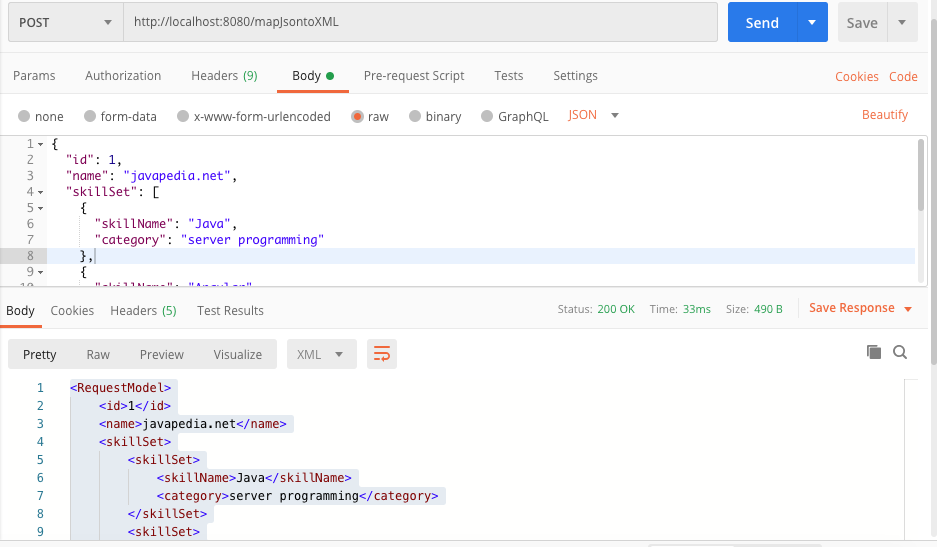 POST http://localhost:8080/mapJsontoXML Send Save
Params Authorization Headers (9) Body Pre-request Script Tests Settings Cookies Code
none form-data x-www-form-urlencoded raw binary GraphQL JSON Beautify
1 {
2 "id": 1,
3 "name": "javapedia.net",
4 "skillSet": [
5 {
6 "skillName": "Java",
7 "category": "server programming"
8 },
9 {
10 "skillName": "Angular"
Body Cookies Headers (5) Test Results Status: 200 OK Time: 33ms Size: 490 B Save Response
Pretty Raw Preview Visualize XML
1 <RequestModel>
2 <id>1</id>
3 <name>javapedia.net</name>
4 <skillSet>
5 <skillSet>
6 <skillName>Java</skillName>
7 <category>server programming</category>
8 </skillSet>
9 <skillSet>